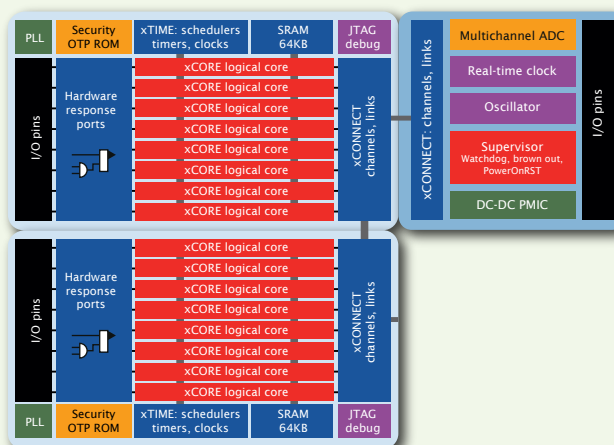 PLL
Security
OTP ROM
xTIME: schedulers
timers, clocks
SRAM
64KB
JTAG
debug
I/O pins
Hardware
response
ports
xCORE logical core
xCORE logical core
xCORE logical core
xCORE logical core
xCORE logical core
xCORE logical core
xCORE logical core
xCORE logical core
xCONNECT
channels, links
xCONNECT: channels, links
Multichannel ADC
Real-time clock
Oscillator
Supervisor
Watchdog, brown out,
PowerOnRST
DC-DC PMIC
I/O pins
I/O pins
Hardware
response
ports
xCORE logical core
xCORE logical core
xCORE logical core
xCORE logical core
xCORE logical core
xCORE logical core
xCORE logical core
xCORE logical core
xCONNECT
channels, links
PLL
Security
OTP ROM
xTIME: schedulers
timers, clocks
SRAM
64KB
JTAG
debug